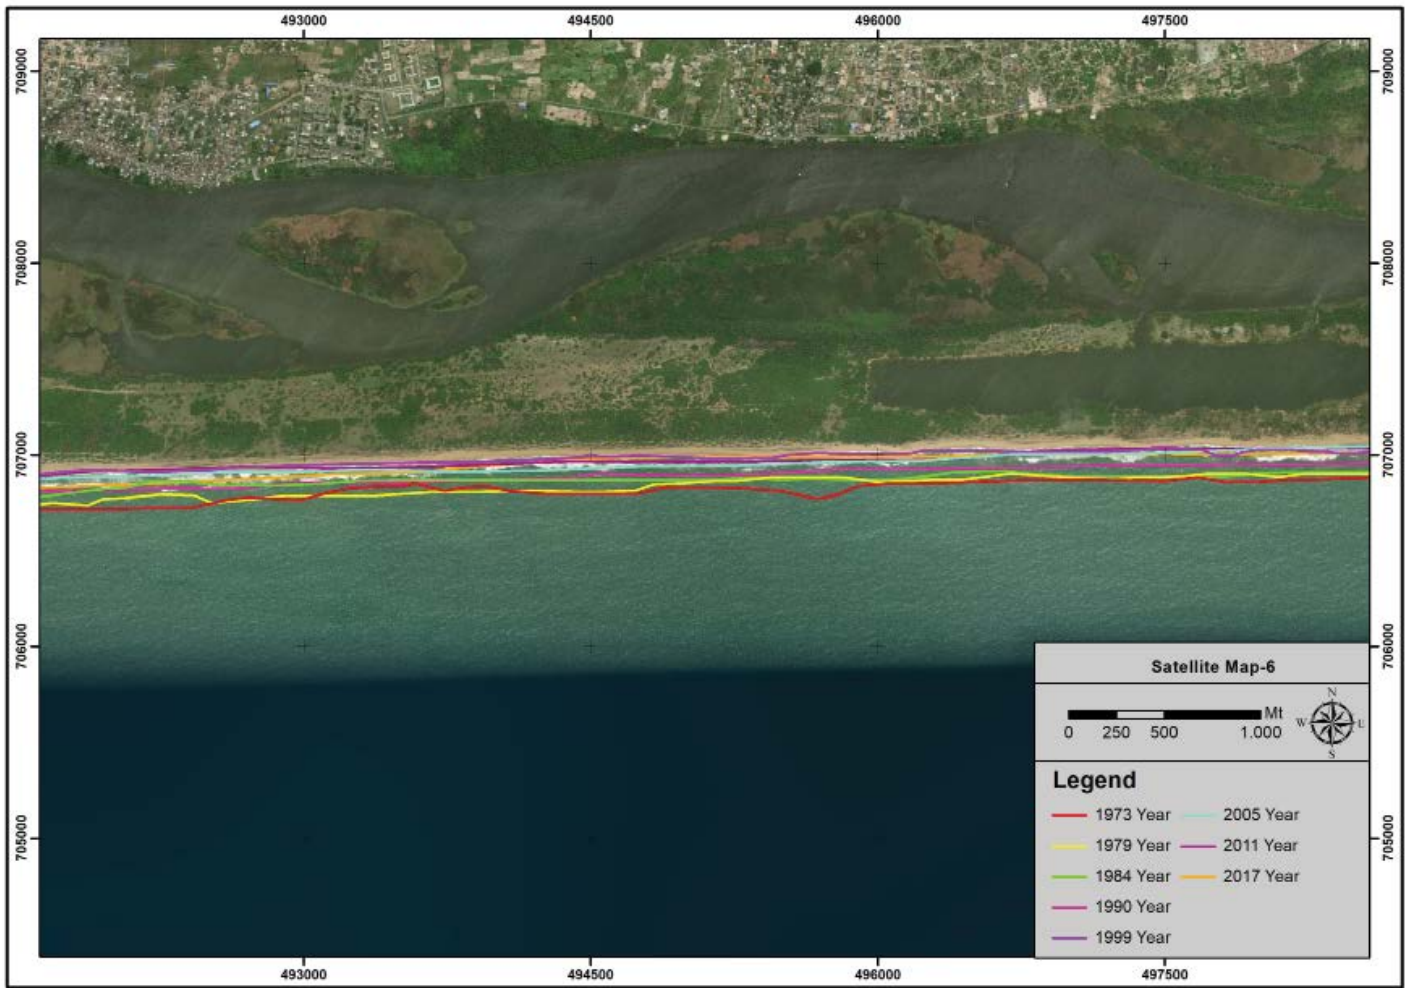 493000 494500 496000 497500
709000 709000
708000 708000
707000 707000
706000 706000
705000 705000
Satellite Map-6
Mt
0 250 500 1.000
N
W E
S
Legend
1973 Year 2005 Year
1979 Year 2011 Year
1984 Year 2017 Year
1990 Year
1999 Year
493000 494500 496000 497500